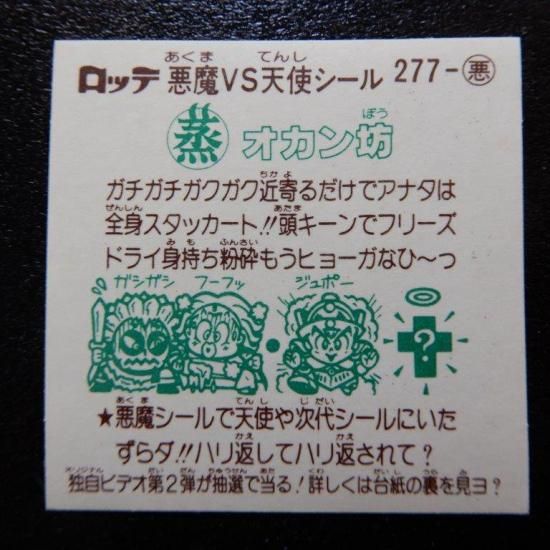 ロッテ 悪魔VS天使シール 277-悪
蒸 オカン坊
ガチガチガクガク近寄るだけでアナタは
全身スタッカート!!頭キーンでフリーズ
ドライ身持ち粉砕もうヒョーガなひ~っ
ガシガシ フーフッ ジュポー
?
★悪魔シールで天使や次代シールにいた
ずらダ!!ハリ返してハリ返されて?
独自ビデオ第2弾が抽選で当る!詳しくは台紙の裏を見ヨ?